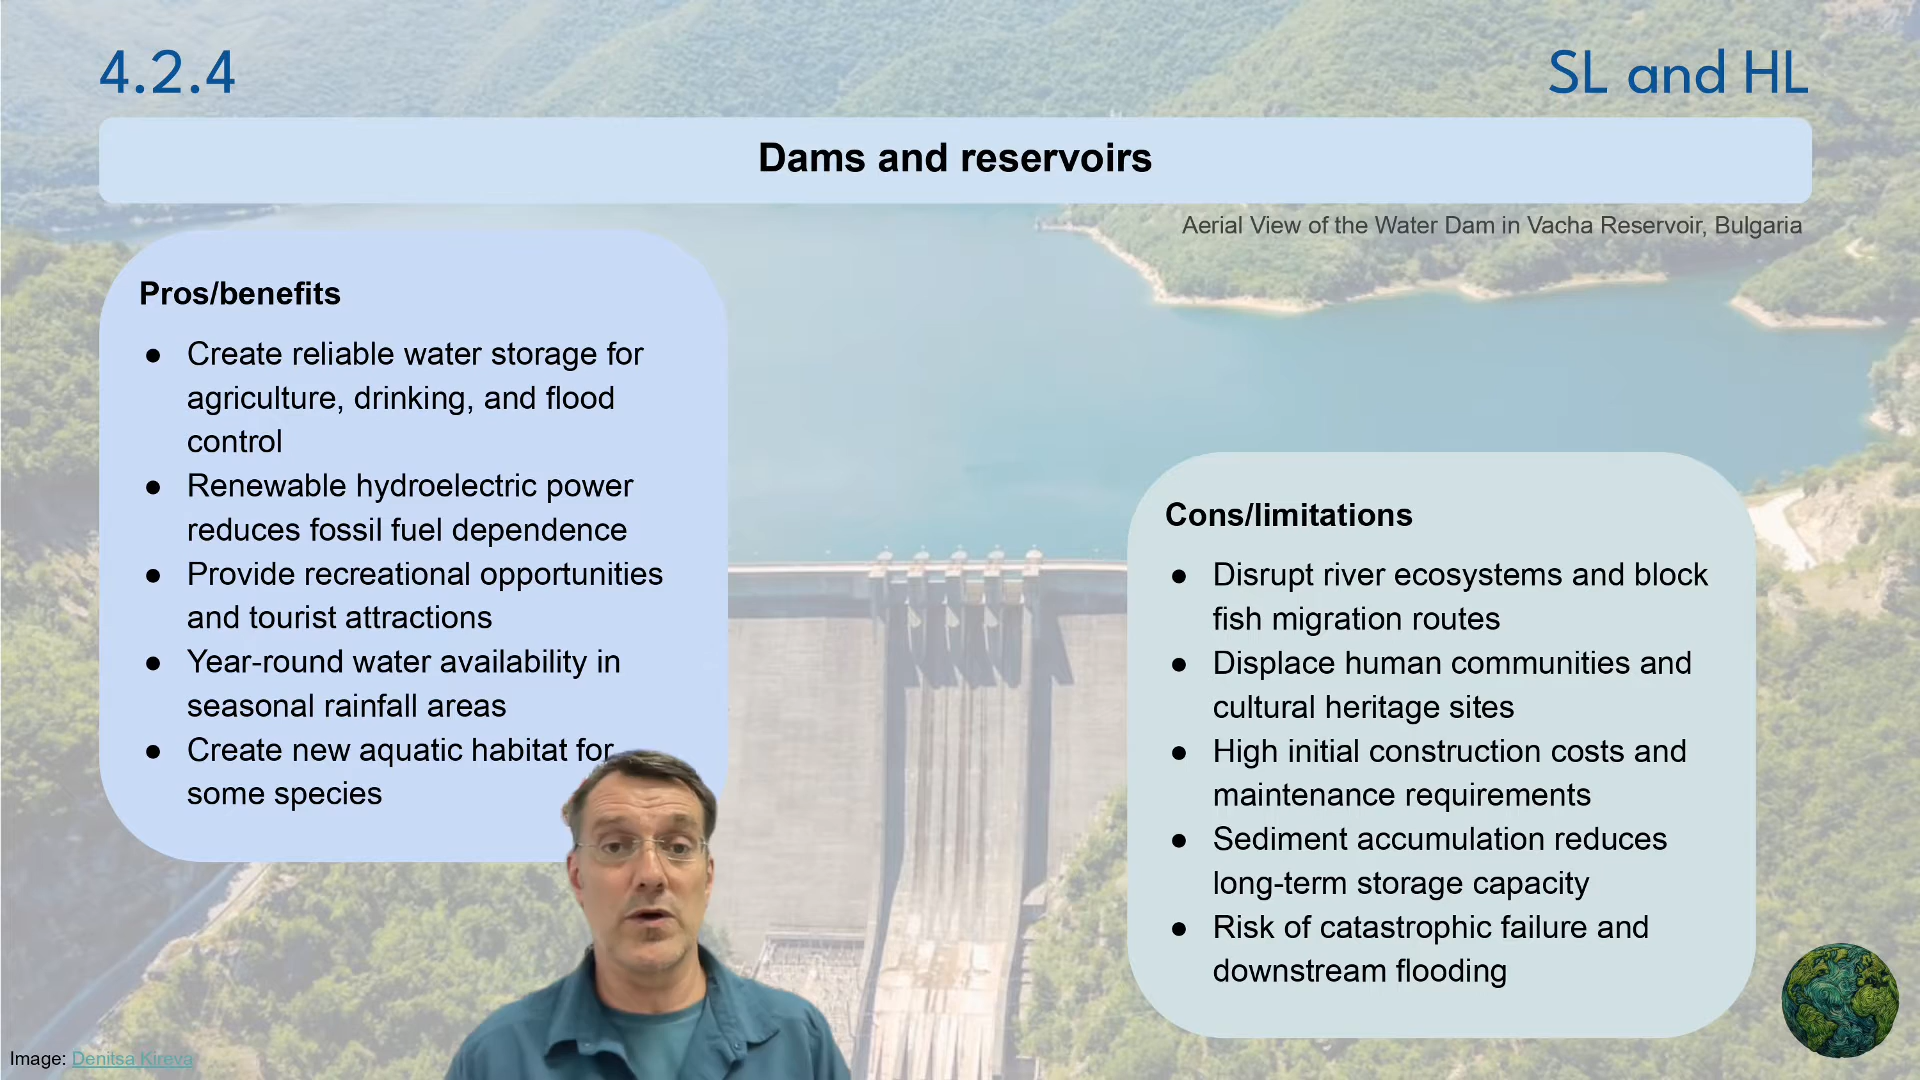 4.2.4
SL and HL
Dams and reservoirs
Aerial View of the Water Dam in Vacha Reservoir, Bulgaria
Pros/benefits
● Create reliable water storage for
agriculture, drinking, and flood
control
● Renewable hydroelectric power
reduces fossil fuel dependence
● Provide recreational opportunities
and tourist attractions
● Year-round water availability in
seasonal rainfall areas
● Create new aquatic habitat for
some species
Cons/limitations
● Disrupt river ecosystems and block
fish migration routes
● Displace human communities and
cultural heritage sites
● High initial construction costs and
maintenance requirements
● Sediment accumulation reduces
long-term storage capacity
● Risk of catastrophic failure and
downstream flooding
Image: Denitsa Kireva